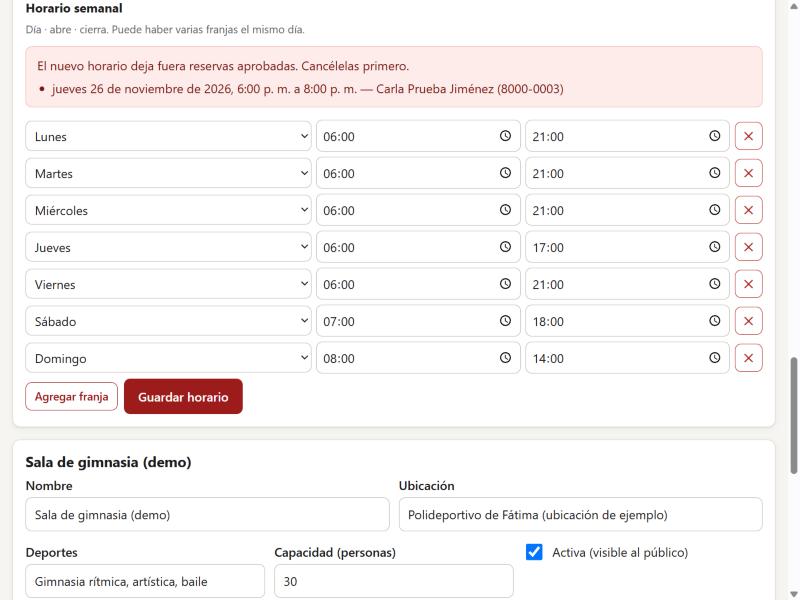 Horario semanal
Día · abre · cierra. Puede haber varias franjas el mismo día.
El nuevo horario deja fuera reservas aprobadas. Cancélelas primero.
• jueves 26 de noviembre de 2026, 6:00 p. m. a 8:00 p. m. — Carla Prueba Jiménez (8000-0003)
Lunes 06:00 21:00
Martes 06:00 21:00
Miércoles 06:00 21:00
Jueves 06:00 17:00
Viernes 06:00 21:00
Sábado 07:00 18:00
Domingo 08:00 14:00
Agregar franja Guardar horario
Sala de gimnasia (demo)
Nombre Ubicación
Sala de gimnasia (demo) Polideportivo de Fátima (ubicación de ejemplo)
Deportes Capacidad (personas) Activa (visible al público)
Gimnasia rítmica, artística, baile 30